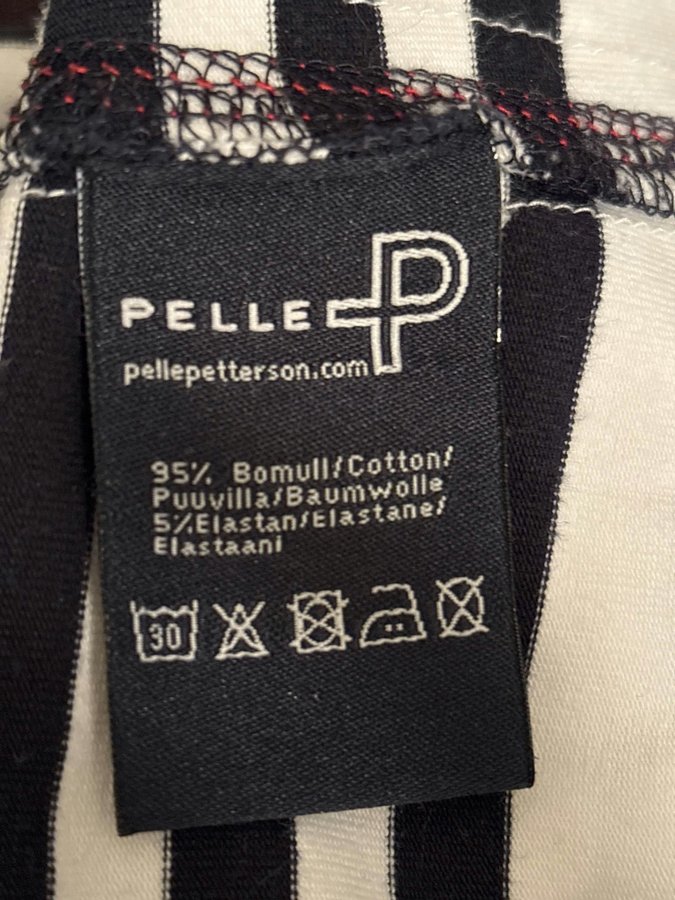 PELLE P
pellepetterson.com
95% Bomull/Cotton/
Puuvilla/Baumwolle
5%Elastan/Elastane/
Elastaani
30